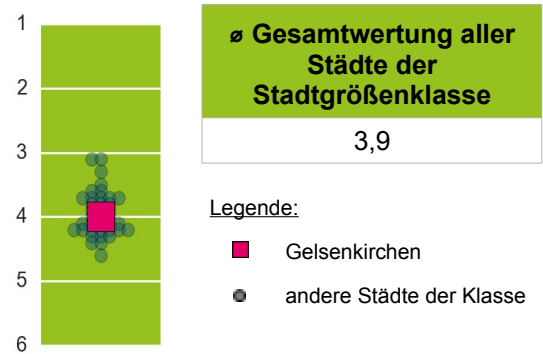 1
2
3
4
5
6
ø Gesamtwertung aller
Städte der
Stadtgrößenklasse
3,9
Legende:
Gelsenkirchen
andere Städte der Klasse